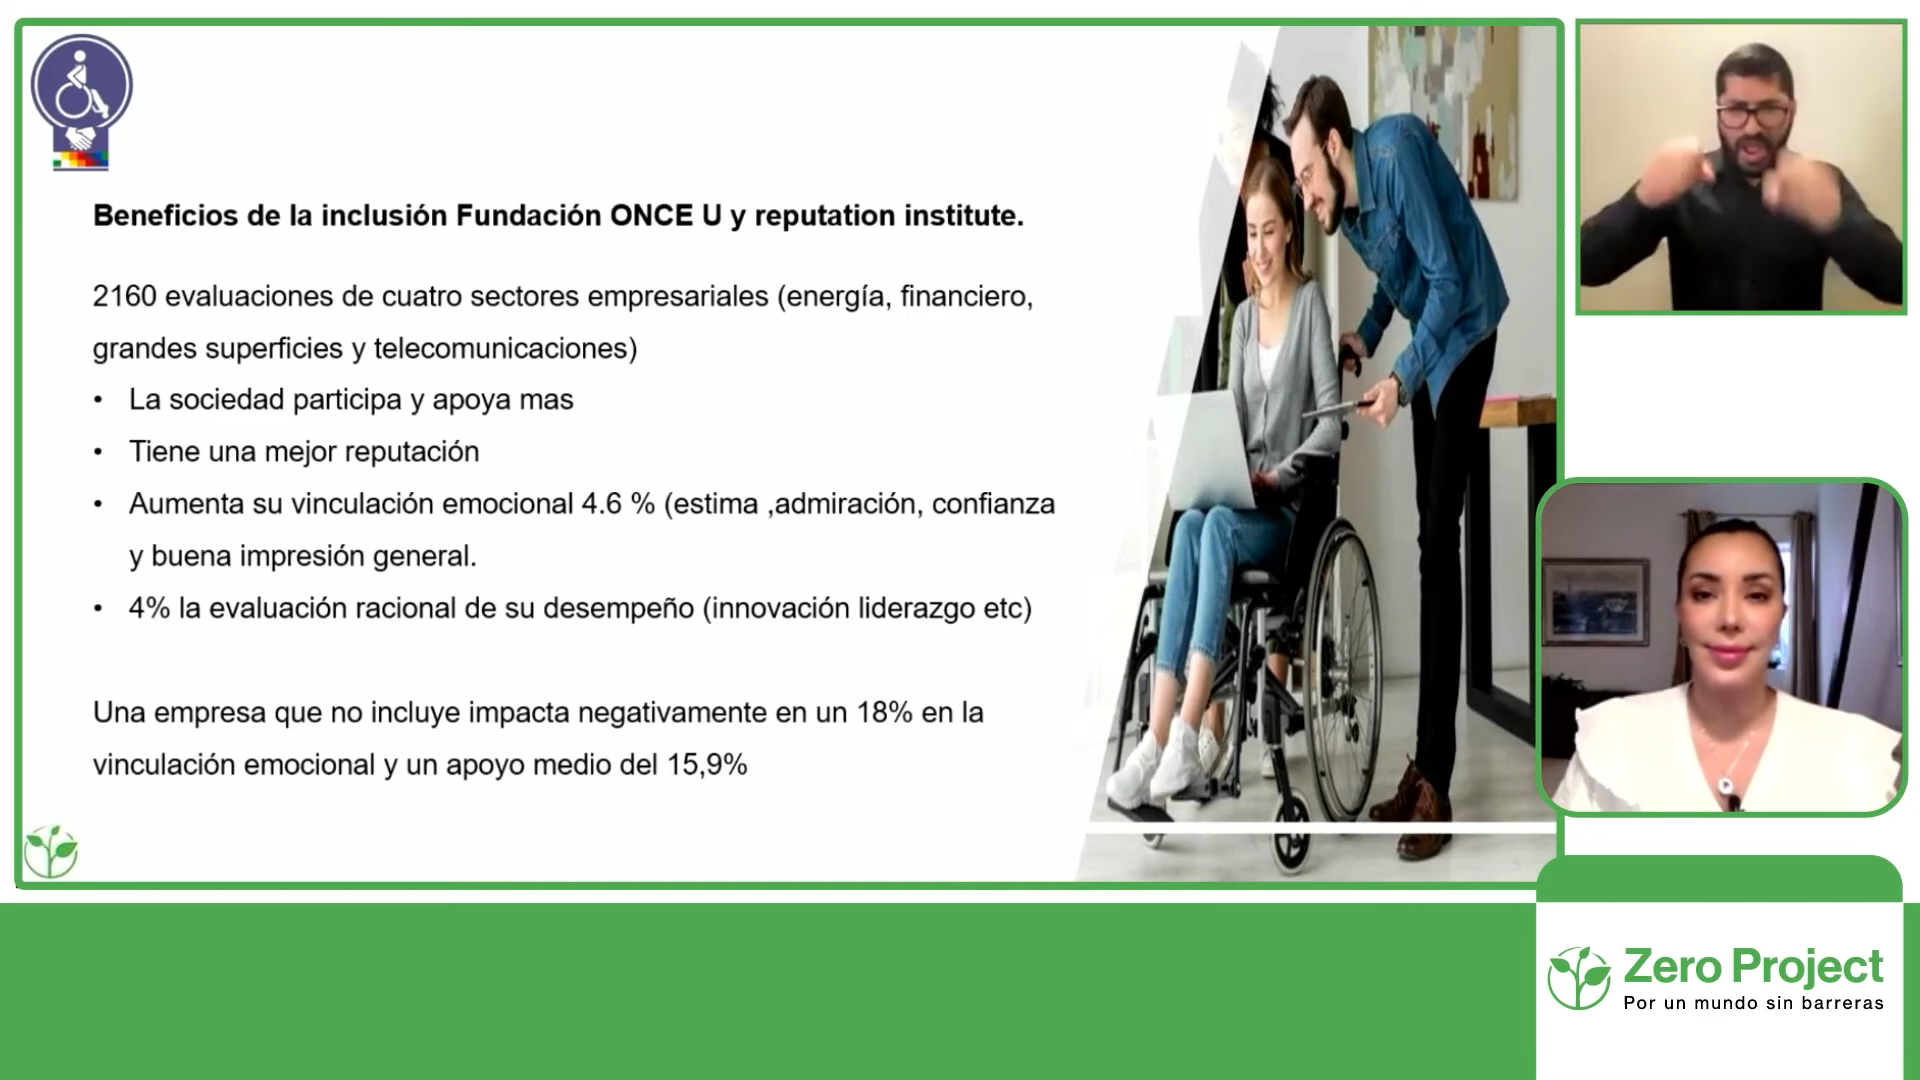 Beneficios de la inclusión Fundación ONCE U y reputation institute.
2160 evaluaciones de cuatro sectores empresariales (energía, financiero,
grandes superficies y telecomunicaciones)
• La sociedad participa y apoya mas
• Tiene una mejor reputación
• Aumenta su vinculación emocional 4.6 % (estima ,admiración, confianza
y buena impresión general.
• 4% la evaluación racional de su desempeño (innovación liderazgo etc)
Una empresa que no incluye impacta negativamente en un 18% en la
vinculación emocional y un apoyo medio del 15,9%
Zero Project
Por un mundo sin barreras